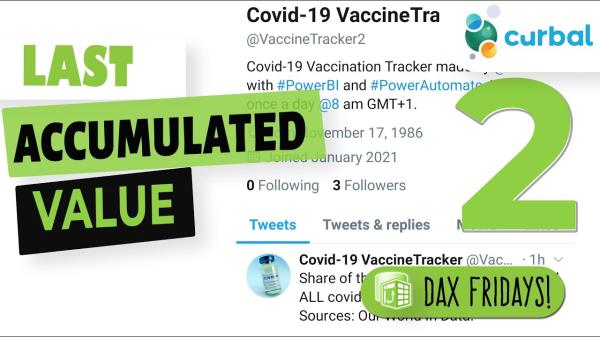 LAST
ACCUMULATED
VALUE
Covid-19 VaccineTra
@VaccineTracker2
Covid-19 Vaccination Tracker made
with #PowerBI and #PowerAutomate
once a day @8 am GMT+1.
November 17, 1986
Joined January 2021
0 Following 3 Followers
Tweets Tweets & replies
Covid-19 VaccineTracker @Vac... · 1h
Share of
ALL covid
Sources: Our World in Data.
curbal
2
DAX FRIDAYS!